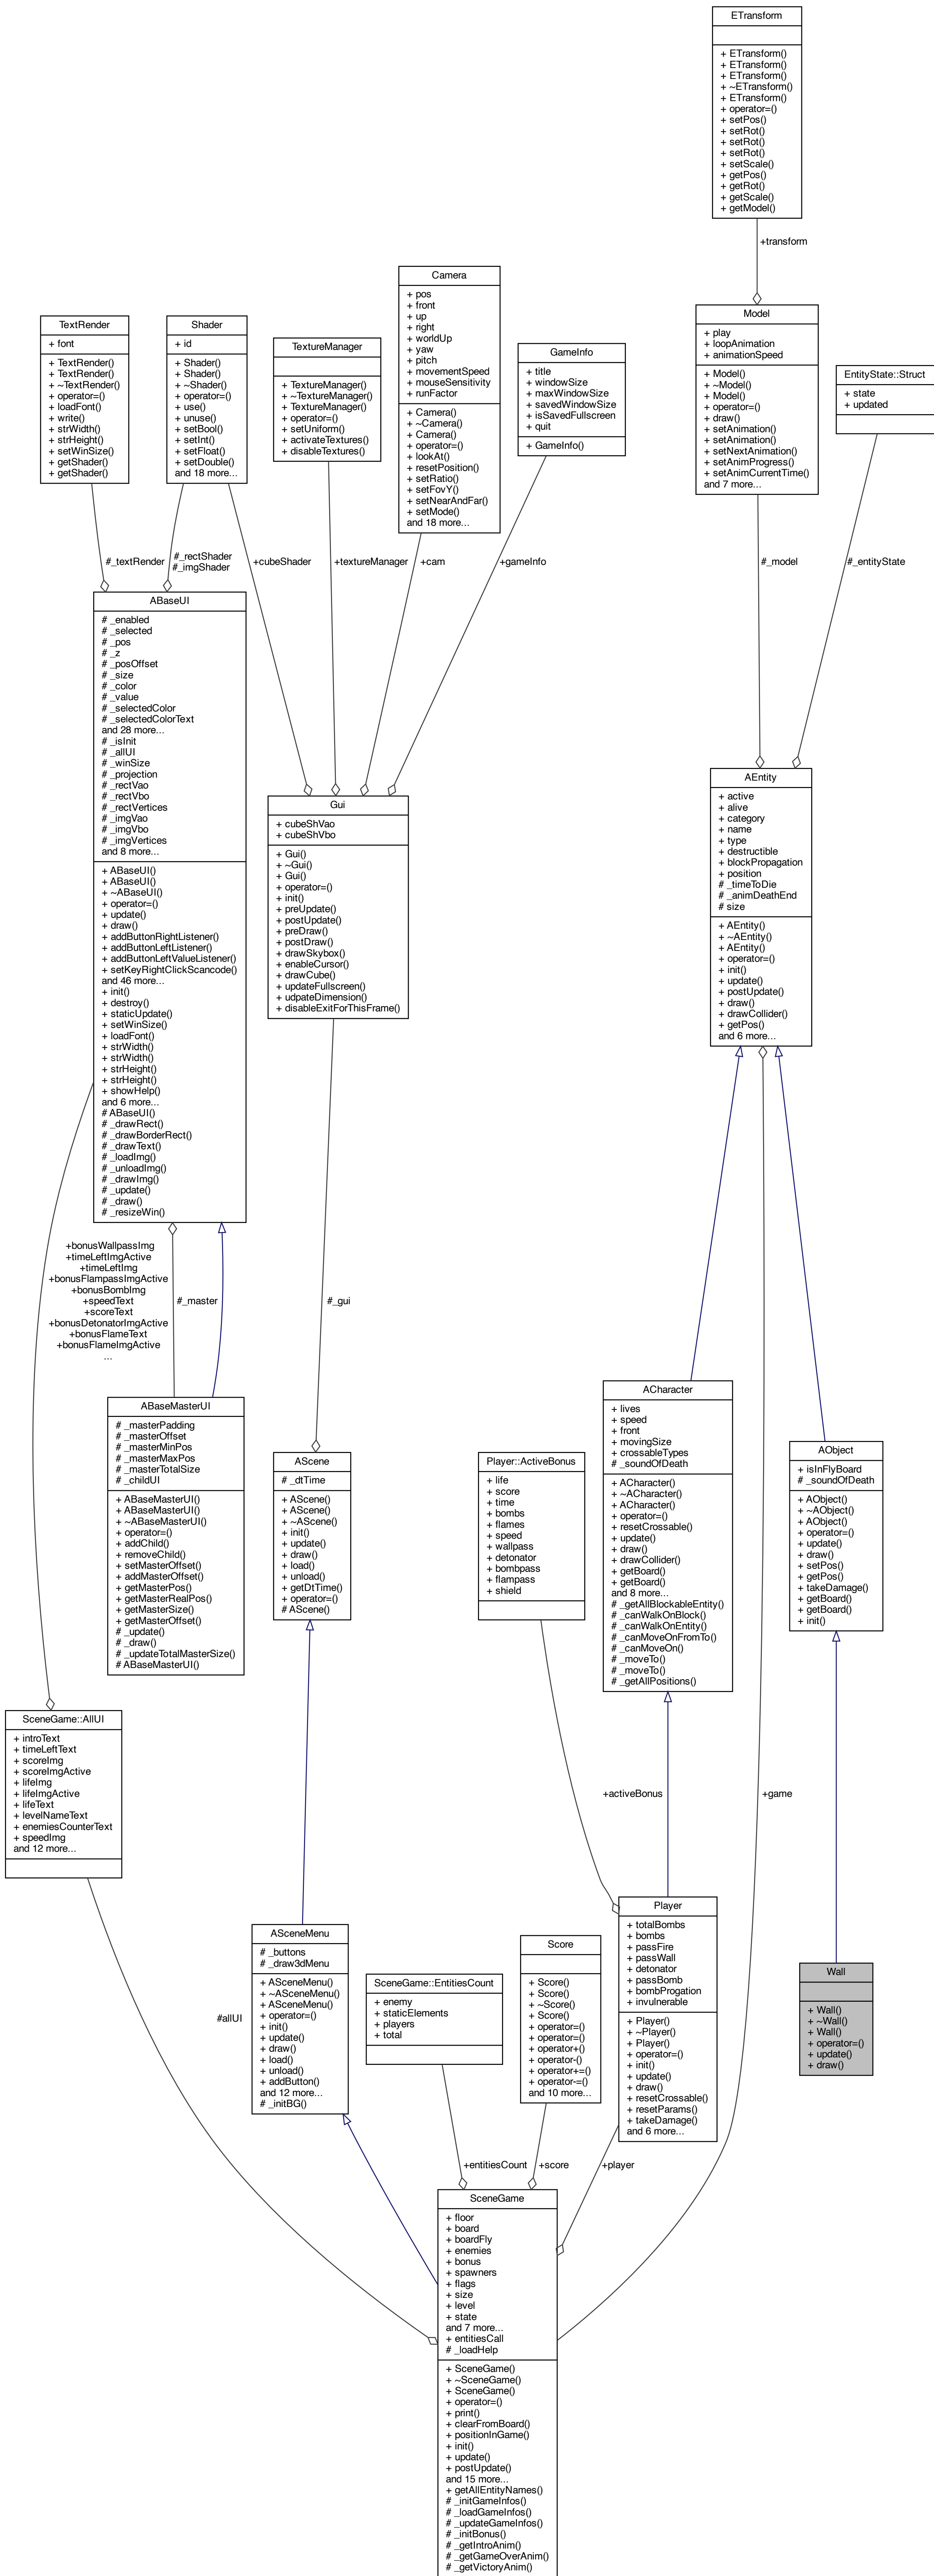 ETransform
+ ETransform()
+ ETransform()
+ ETransform()
+ ~ETransform()
+ ETransform()
+ operator=()
+ setPos()
+ setRot()
+ setRot()
+ setRot()
+ setScale()
+ getPos()
+ getRot()
+ getScale()
+ getModel()
+transform
TextRender
+ font
+ TextRender()
+ TextRender()
+ ~TextRender()
+ operator=()
+ loadFont()
+ write()
+ strWidth()
+ strHeight()
+ setWinSize()
+ getShader()
+ getShader()
Shader
+ id
+ Shader()
+ Shader()
+ ~Shader()
+ operator=()
+ use()
+ unuse()
+ setBool()
+ setInt()
+ setFloat()
+ setDouble()
and 18 more...
TextureManager
+ TextureManager()
+ ~TextureManager()
+ TextureManager()
+ operator=()
+ setUniform()
+ activateTextures()
+ disableTextures()
Camera
+ pos
+ front
+ up
+ right
+ worldUp
+ yaw
+ pitch
+ movementSpeed
+ mouseSensitivity
+ runFactor
+ Camera()
+ ~Camera()
+ Camera()
+ operator=()
+ lookAt()
+ resetPosition()
+ setRatio()
+ setFovY()
+ setNearAndFar()
+ setMode()
and 18 more...
GameInfo
+ title
+ windowSize
+ maxWindowSize
+ savedWindowSize
+ isSavedFullscreen
+ quit
+ GameInfo()
Model
+ play
+ loopAnimation
+ animationSpeed
+ Model()
+ ~Model()
+ Model()
+ operator=()
+ draw()
+ setAnimation()
+ setAnimation()
+ setNextAnimation()
+ setAnimProgress()
+ setAnimCurrentTime()
and 7 more...
EntityState::Struct
+ state
+ updated
#_textRender
#_rectShader
#_imgShader
+cubeShader
+textureManager
+cam
+gameInfo
#_model
#_entityState
ABaseUI
# _enabled
# _selected
# _pos
# _z
# _posOffset
# _size
# _color
# _value
# _selectedColor
# _selectedColorText
and 28 more...
# _isInit
# _allUI
# _winSize
# _projection
# _rectVao
# _rectVbo
# _rectVertices
# _imgVao
# _imgVbo
# _imgVertices
and 8 more...
+ ABaseUI()
+ ABaseUI()
+ ~ABaseUI()
+ operator=()
+ update()
+ draw()
+ addButtonRightListener()
+ addButtonLeftListener()
+ addButtonLeftValueListener()
+ setKeyRightClickScancode()
and 46 more...
+ init()
+ destroy()
+ staticUpdate()
+ setWinSize()
+ loadFont()
+ strWidth()
+ strWidth()
+ strHeight()
+ strHeight()
+ showHelp()
and 6 more...
# ABaseUI()
# _drawRect()
# _drawBorderRect()
# _drawText()
# _loadImg()
# _unloadImg()
# _drawImg()
# _update()
# _draw()
# _resizeWin()
Gui
+ cubeShVao
+ cubeShVbo
+ Gui()
+ ~Gui()
+ Gui()
+ operator=()
+ init()
+ preUpdate()
+ postUpdate()
+ preDraw()
+ postDraw()
+ drawSkybox()
+ enableCursor()
+ drawCube()
+ updateFullscreen()
+ udpateDimension()
+ disableExitForThisFrame()
AEntity
+ active
+ alive
+ category
+ name
+ type
+ destructible
+ blockPropagation
+ position
# _timeToDie
# _animDeathEnd
# size
+ AEntity()
+ ~AEntity()
+ AEntity()
+ operator=()
+ init()
+ update()
+ postUpdate()
+ draw()
+ drawCollider()
+ getPos()
and 6 more...
+bonusWallpassImg
+timeLeftImgActive
+timeLeftImg
+bonusFlampassImgActive
+bonusBombImg
+speedText
+scoreText
+bonusDetonatorImgActive
+bonusFlameText
+bonusFlameImgActive
...
#_master
#_gui
ABaseMasterUI
# _masterPadding
# _masterOffset
# _masterMinPos
# _masterMaxPos
# _masterTotalSize
# _childUI
+ ABaseMasterUI()
+ ABaseMasterUI()
+ ~ABaseMasterUI()
+ operator=()
+ addChild()
+ removeChild()
+ setMasterOffset()
+ addMasterOffset()
+ getMasterPos()
+ getMasterRealPos()
+ getMasterSize()
+ getMasterOffset()
# _update()
# _draw()
# _updateTotalMasterSize()
# ABaseMasterUI()
AScene
# _dtTime
+ AScene()
+ AScene()
+ ~AScene()
+ init()
+ update()
+ draw()
+ load()
+ unload()
+ getDtTime()
+ operator=()
# AScene()
Player::ActiveBonus
+ life
+ score
+ time
+ bombs
+ flames
+ speed
+ wallpass
+ detonator
+ bombpass
+ flampass
+ shield
ACharacter
+ lives
+ speed
+ front
+ movingSize
+ crossableTypes
# _soundOfDeath
+ ACharacter()
+ ~ACharacter()
+ ACharacter()
+ operator=()
+ resetCrossable()
+ update()
+ draw()
+ drawCollider()
+ getBoard()
+ getBoard()
and 8 more...
# _getAllBlockableEntity()
# _canWalkOnBlock()
# _canWalkOnEntity()
# _canMoveOnFromTo()
# _canMoveOn()
# _moveTo()
# _moveTo()
# _getAllPositions()
AObject
+ isInFlyBoard
# _soundOfDeath
+ AObject()
+ ~AObject()
+ AObject()
+ operator=()
+ update()
+ draw()
+ setPos()
+ getPos()
+ takeDamage()
+ getBoard()
+ getBoard()
+ init()
SceneGame::AllUI
+ introText
+ timeLeftText
+ scoreImg
+ scoreImgActive
+ lifeImg
+ lifeImgActive
+ lifeText
+ levelNameText
+ enemiesCounterText
+ speedImg
and 12 more...
+activeBonus
+game
#allUI
ASceneMenu
# _buttons
# _draw3dMenu
+ ASceneMenu()
+ ~ASceneMenu()
+ ASceneMenu()
+ operator=()
+ init()
+ update()
+ draw()
+ load()
+ unload()
+ addButton()
and 12 more...
# _initBG()
SceneGame::EntitiesCount
+ enemy
+ staticElements
+ players
+ total
Score
+ Score()
+ Score()
+ ~Score()
+ Score()
+ operator=()
+ operator=()
+ operator+()
+ operator-()
+ operator+=()
+ operator-=()
and 10 more...
Player
+ totalBombs
+ bombs
+ passFire
+ passWall
+ detonator
+ passBomb
+ bombProgation
+ invulnerable
+ Player()
+ ~Player()
+ Player()
+ operator=()
+ init()
+ update()
+ draw()
+ resetCrossable()
+ resetParams()
+ takeDamage()
and 6 more...
Wall
+ Wall()
+ ~Wall()
+ Wall()
+ operator=()
+ update()
+ draw()
+entitiesCount
+score
+player
SceneGame
+ floor
+ board
+ boardFly
+ enemies
+ bonus
+ spawners
+ flags
+ size
+ level
+ state
and 7 more...
+ entitiesCall
# _loadHelp
+ SceneGame()
+ ~SceneGame()
+ SceneGame()
+ operator=()
+ print()
+ clearFromBoard()
+ positionInGame()
+ init()
+ update()
+ postUpdate()
and 15 more...
+ getAllEntityNames()
# _initGameInfos()
# _loadGameInfos()
# _updateGameInfos()
# _initBonus()
# _getIntroAnim()
# _getGameOverAnim()
# _getVictoryAnim()